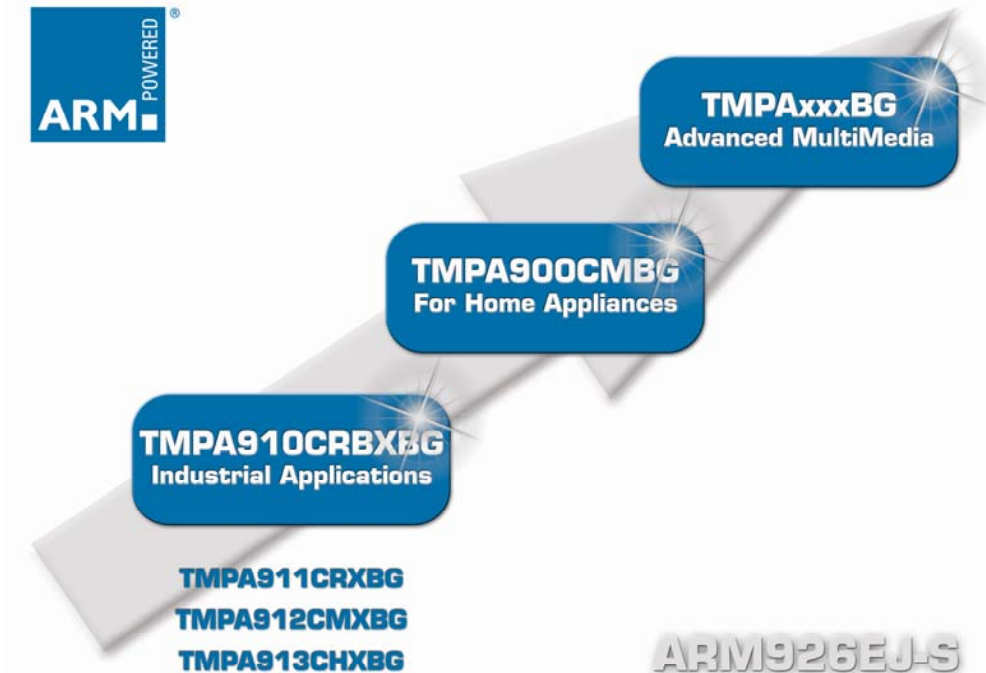 ARM POWERED ®
TMPAxxxBG
Advanced MultiMedia
TMPA900CMBG
For Home Appliances
TMPA910CRBXBG
Industrial Applications
TMPA911CRXBG
TMPA912CMXBG
TMPA913CHXBG
ARM926EJ-S